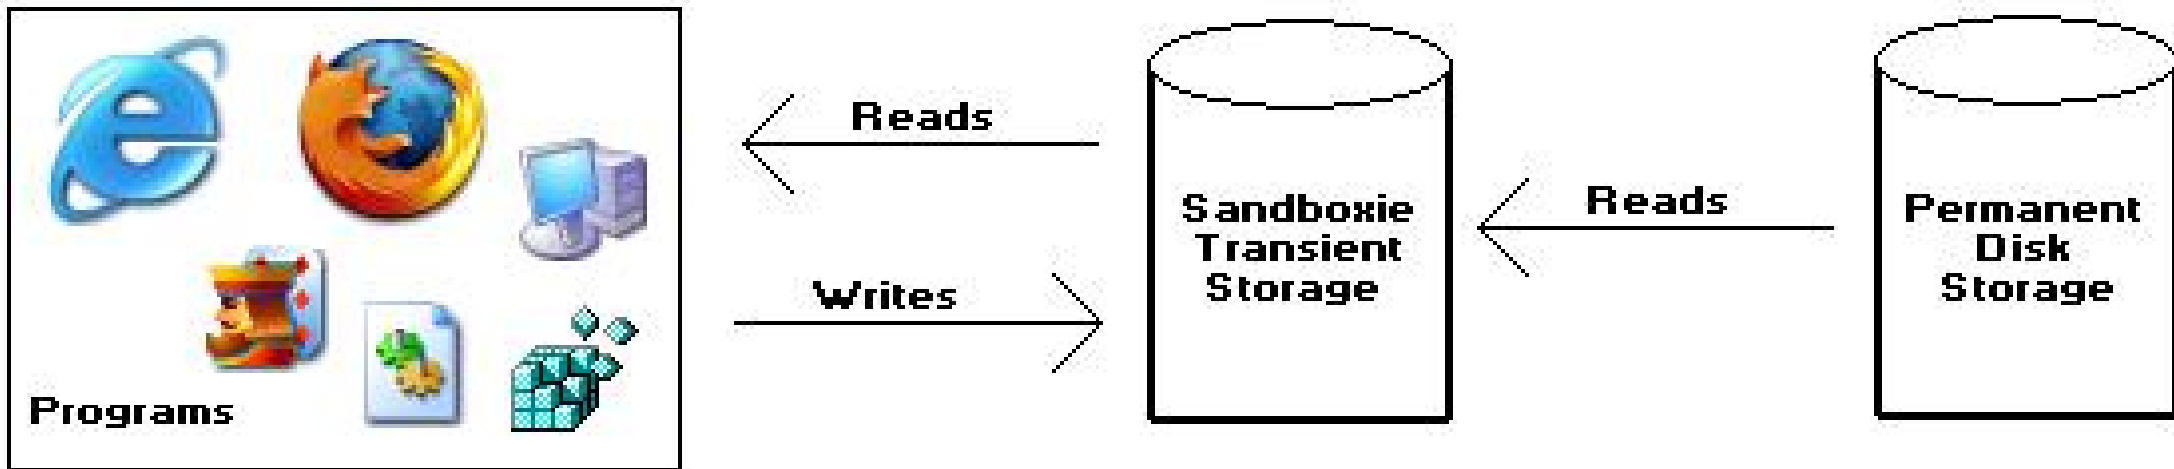 Programs
Reads
Writes
Sandboxie
Transient
Storage
Reads
Permanent
Disk
Storage